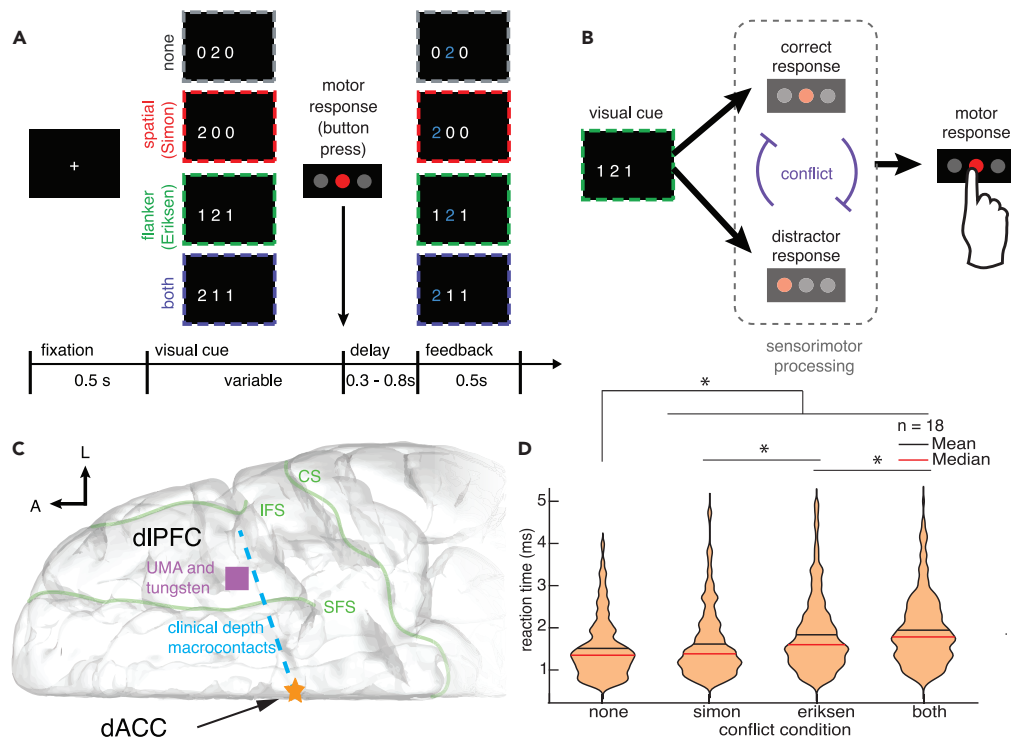 A
none
0 2 0
spatial
(Simon)
2 0 0
flanker
(Eriksen)
1 2 1
both
2 1 1
+
motor
response
(button
press)
0 2 0
2 0 0
1 2 1
2 1 1
fixation
visual cue
delay
feedback
0.5 s
variable
0.3 - 0.8s
0.5s
B
visual cue
1 2 1
correct
response
conflict
distractor
response
motor
response
sensorimotor
processing
C
L
A
CS
IFS
dlPFC
UMA and
tungsten
SFS
clinical depth
macrocontacts
dACC
D
*
*
*
n = 18
Mean
Median
reaction time (ms)
5
4
3
2
1
none
simon
eriksen
both
conflict condition